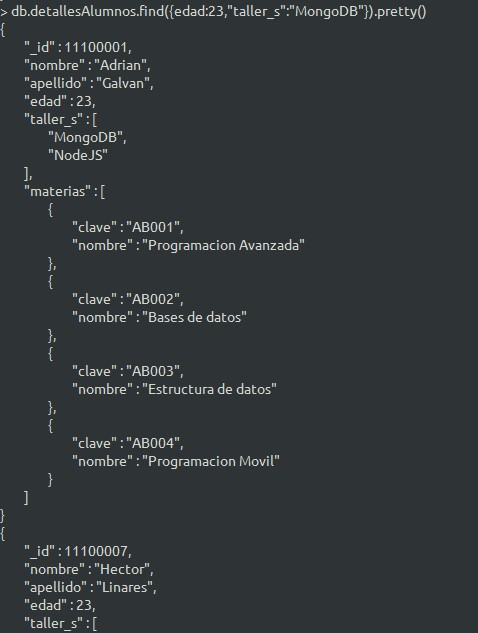 > db.detallesAlumnos.find({edad:23,"taller_s":"MongoDB"}).pretty()
{
"_id" : 11100001,
"nombre" : "Adrian",
"apellido" : "Galvan",
"edad" : 23,
"taller_s" : [
"MongoDB",
"NodeJS"
],
"materias" : [
{
"clave" : "AB001",
"nombre" : "Programacion Avanzada"
},
{
"clave" : "AB002",
"nombre" : "Bases de datos"
},
{
"clave" : "AB003",
"nombre" : "Estructura de datos"
},
{
"clave" : "AB004",
"nombre" : "Programacion Movil"
}
]
}
{
"_id" : 11100007,
"nombre" : "Hector",
"apellido" : "Linares",
"edad" : 23,
"taller_s" : [